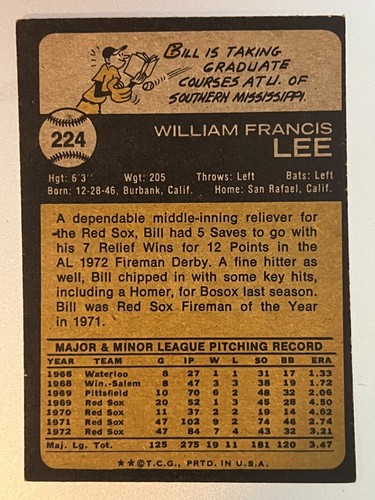 BILL IS TAKING
GRADUATE
COURSES AT U. OF
SOUTHERN MISSISSIPPI.
224
WILLIAM FRANCIS
LEE
Hgt: 6'3" Wgt: 205 Throws: Left Bats: Left
Born: 12-28-46, Burbank, Calif. Home: San Rafael, Calif.
A dependable middle-inning reliever for
the Red Sox, Bill had 5 Saves to go with
his 7 Relief Wins for 12 Points in the
AL 1972 Fireman Derby. A fine hitter as
well, Bill chipped in with some key hits,
including a Homer, for Bosox last season.
Bill was Red Sox Fireman of the Year
in 1971.
MAJOR & MINOR LEAGUE PITCHING RECORD
YEAR TEAM G IP W L SO BB ERA
1968 Waterloo 8 27 1 1 31 17 1.33
1968 Win.-Salem 8 47 3 3 38 19 1.72
1969 Pittsfield 10 70 6 2 48 32 2.06
1969 Red Sox 20 52 1 3 45 28 4.50
1970 Red Sox 11 37 2 2 19 14 4.62
1971 Red Sox 47 102 9 2 74 46 2.74
1972 Red Sox 47 84 7 4 43 32 3.21
Maj. Lg. Tot. 125 275 19 11 181 120 3.47
**©T.C.G., PRTD. IN U.S.A.